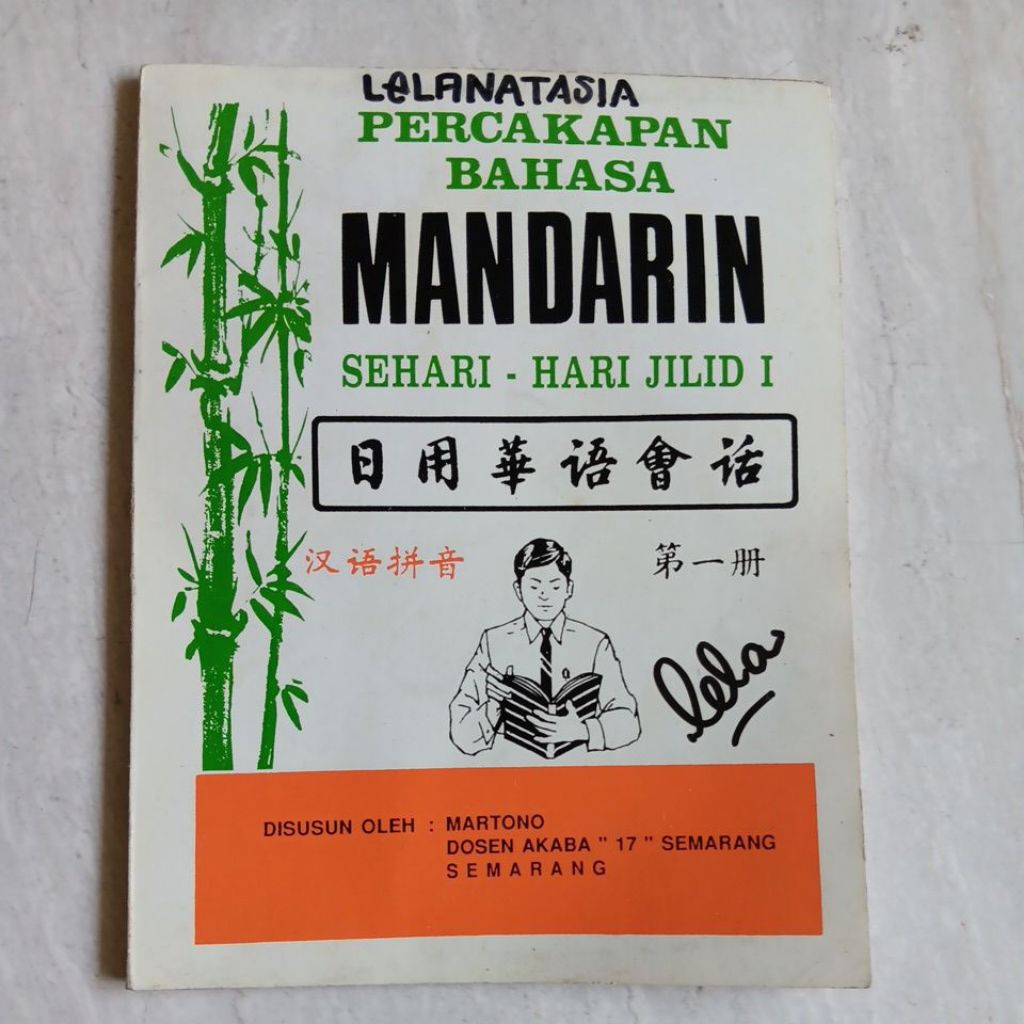 LELANATASIA
PERCAKAPAN
BAHASA
MANDARIN
SEHARI - HARI JILID I
日用華语會话
汉语拼音
第一册
lela
DISUSUN OLEH : MARTONO
DOSEN AKABA " 17 " SEMARANG
SEMARANG